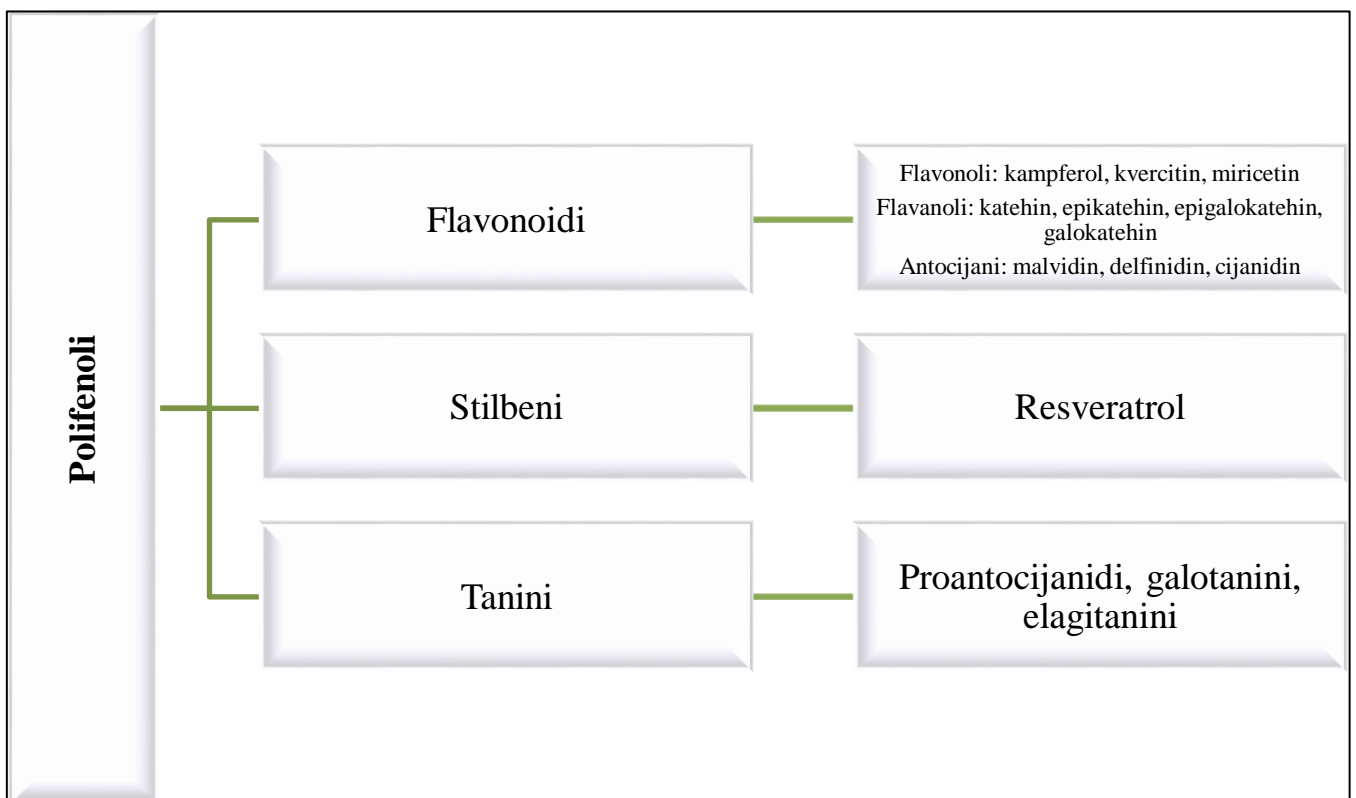 Polifenoli
Flavonoidi
Flavonoli: kampferol, kvercitin, miricetin
Flavanoli: katehin, epikatehin, epigalokatehin,
galokatehin
Antocijani: malvidin, delfinidin, cijanidin
Stilbeni
Resveratrol
Tanini
Proantocijanidi, galotanini,
elagitanini